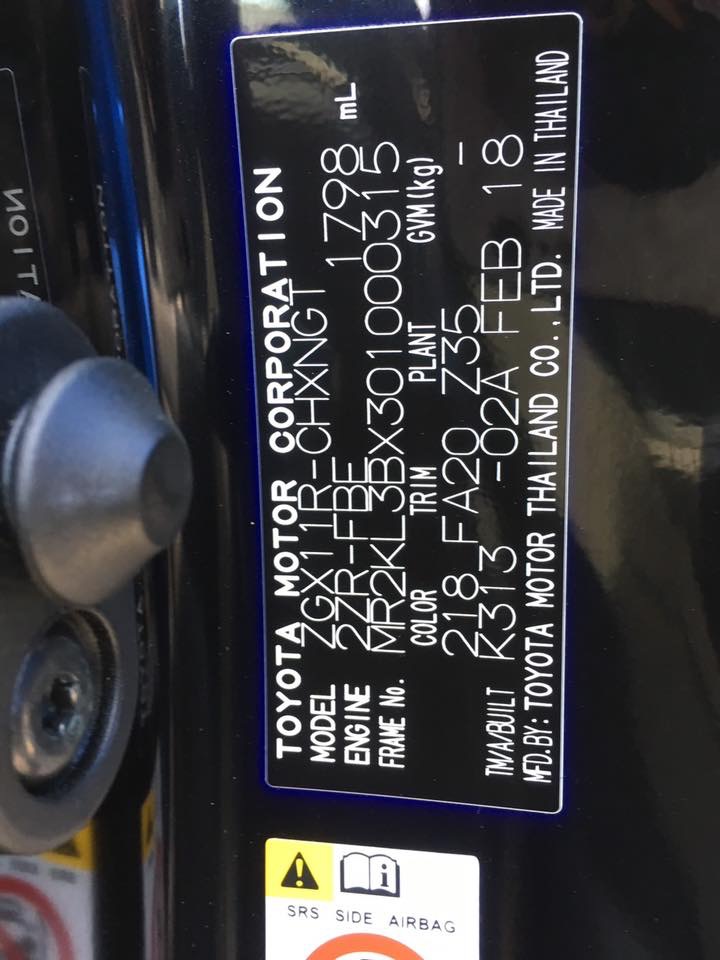 TOYOTA MOTOR CORPORATION
MODEL ZGX11R-CHXNGT 1798 mL
ENGINE 2ZR-FBE
FRAME No. MR2KL3BX301000315
COLOR TRIM PLANT GVM(kg)
218 FA20 Z35 -
TM/A/BUILT K313 -02A FEB 18
MFD.BY: TOYOTA MOTOR THAILAND CO.,LTD. MADE IN THAILAND
SRS SIDE AIRBAG